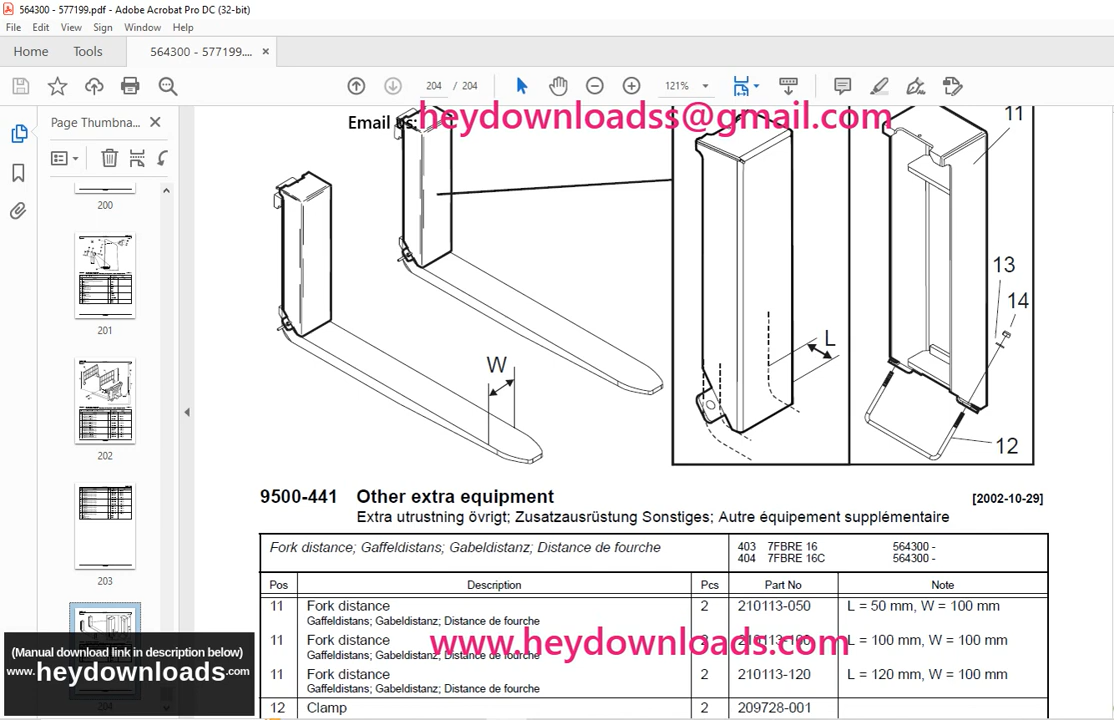 564300 - 577199.pdf - Adobe Acrobat Pro DC (32-bit)
File Edit View Sign Window Help
Home Tools 564300 - 577199.... ×
204 / 204 121%
Page Thumbna...
Email us: heydownloadss@gmail.com
11
13
14
L
W
12
200
201
202
203
204
9500-441 Other extra equipment [2002-10-29]
Extra utrustning övrigt; Zusatzausrüstung Sonstiges; Autre équipement supplémentaire
Fork distance; Gaffeldistans; Gabeldistanz; Distance de fourche 403 7FBRE 16 564300 -
404 7FBRE 16C 564300 -
Pos Description Pcs Part No Note
11 Fork distance 2 210113-050 L = 50 mm, W = 100 mm
Gaffeldistans; Gabeldistanz; Distance de fourche
11 Fork distance 2 210113-100 L = 100 mm, W = 100 mm
Gaffeldistans; Gabeldistanz; Distance de fourche
www.heydownloads.com
11 Fork distance 2 210113-120 L = 120 mm, W = 100 mm
Gaffeldistans; Gabeldistanz; Distance de fourche
12 Clamp 2 209728-001
(Manual download link in description below)
www.heydownloads.com